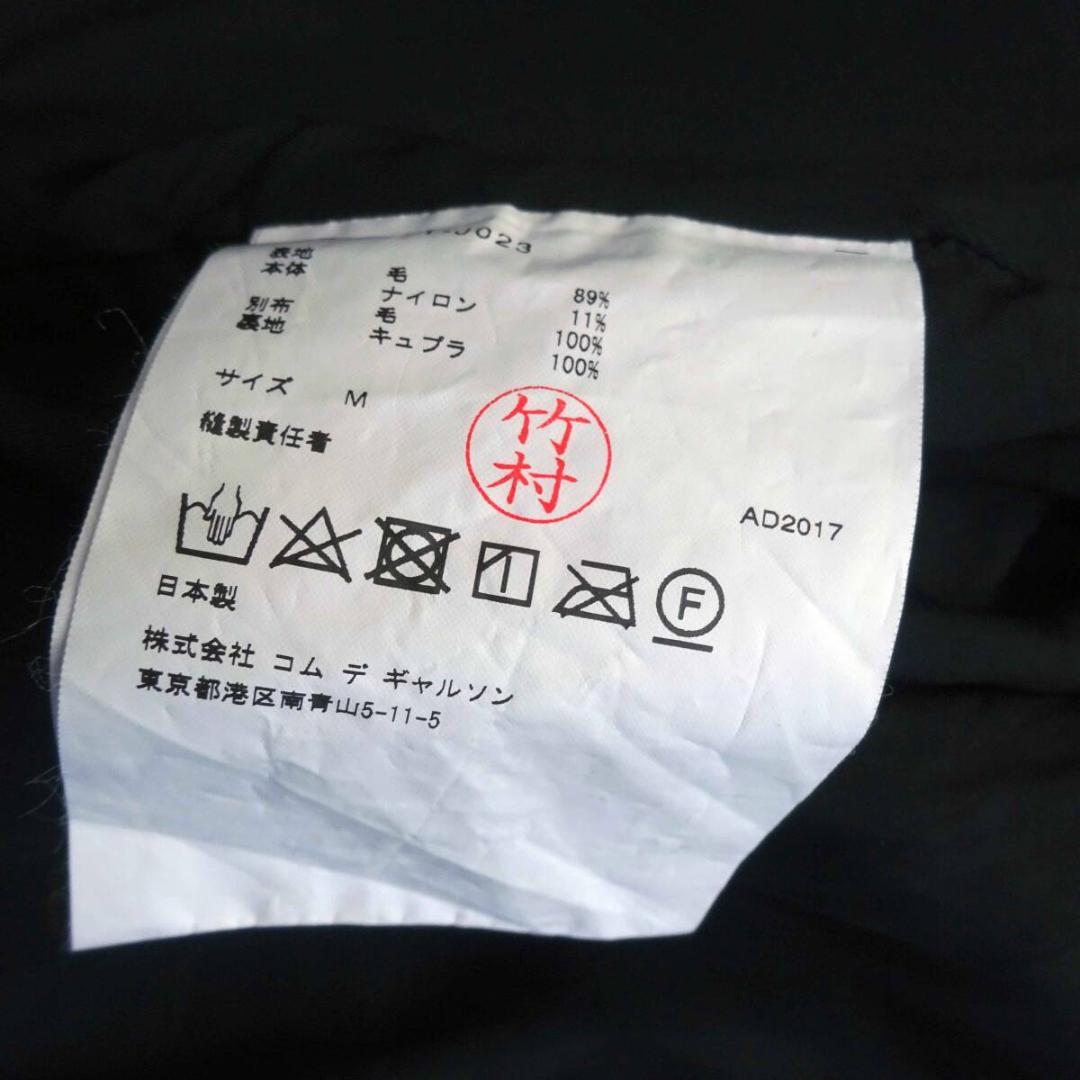 J023
表地
本体 毛 89%
ナイロン 11%
別布 毛 100%
裏地 キュプラ 100%
サイズ M
縫製責任者
竹村
AD2017
F
日本製
株式会社 コム デ ギャルソン
東京都港区南青山5-11-5